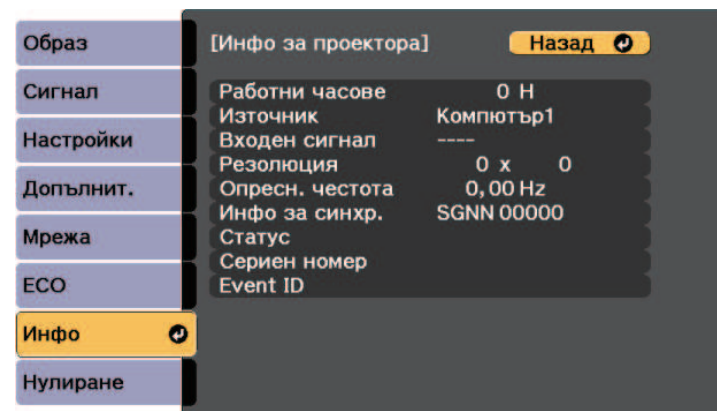 Образ
Сигнал
Настройки
Допълнит.
Мрежа
ECO
Инфо
Нулиране
[Инфо за проектора]
Назад
Работни часове 0 H
Източник Компютър1
Входен сигнал ----
Резолюция 0 x 0
Опресн. честота 0,00 Hz
Инфо за синхр. SGNN 00000
Статус
Сериен номер
Event ID